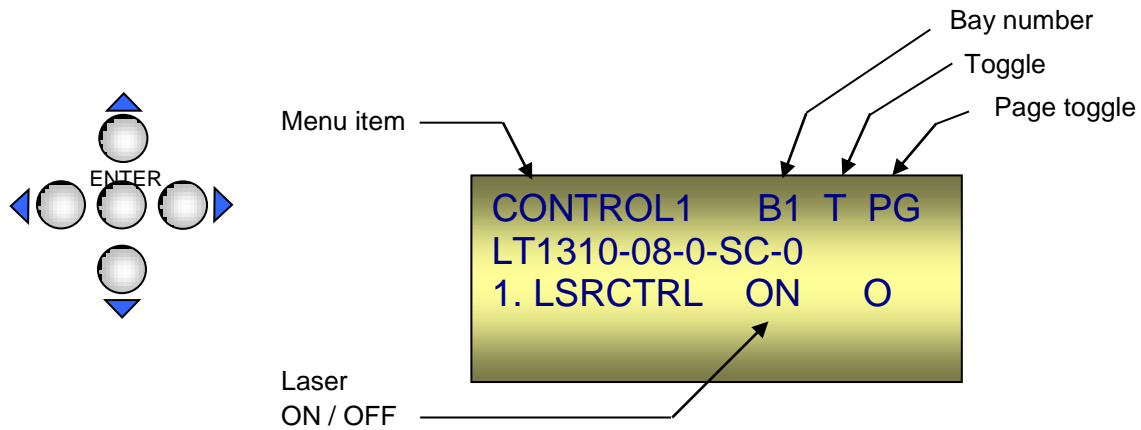 Bay number
Toggle
Page toggle
Menu item
ENTER
CONTROL1 B1 T PG
LT1310-08-0-SC-0
1. LSRCTRL ON O
Laser
ON / OFF